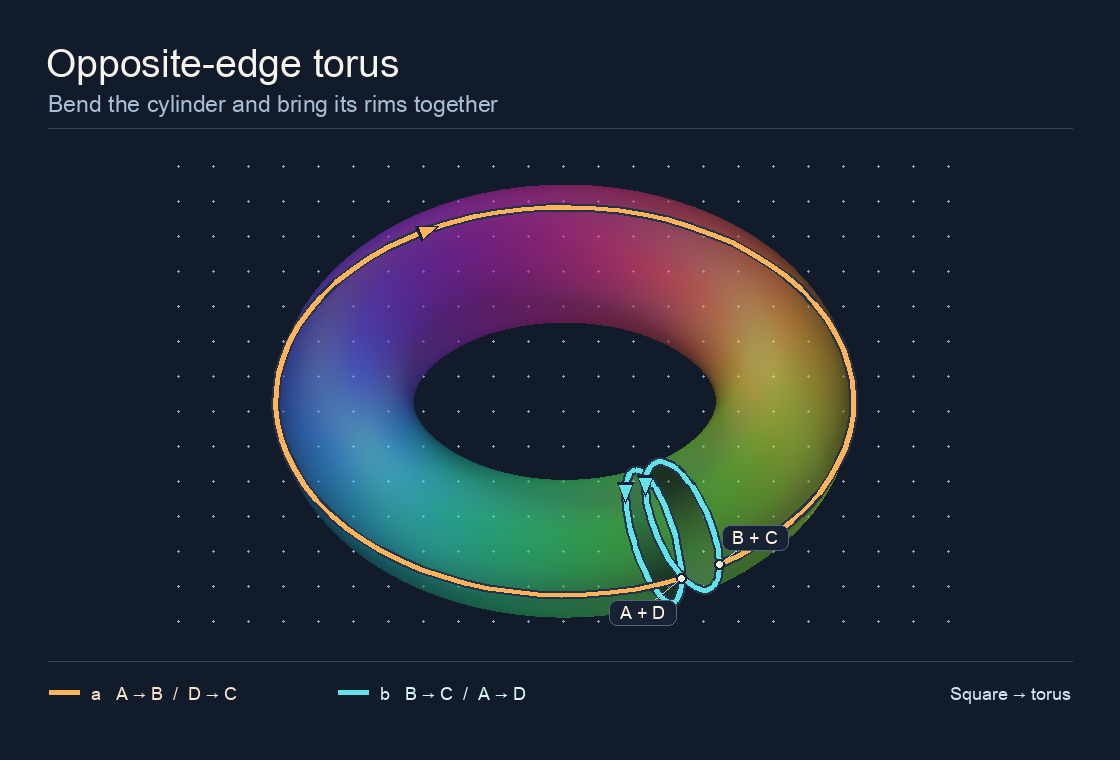 Opposite-edge torus
Bend the cylinder and bring its rims together
B + C
A + D
a A→B / D→C
b B→C / A→D
Square→torus